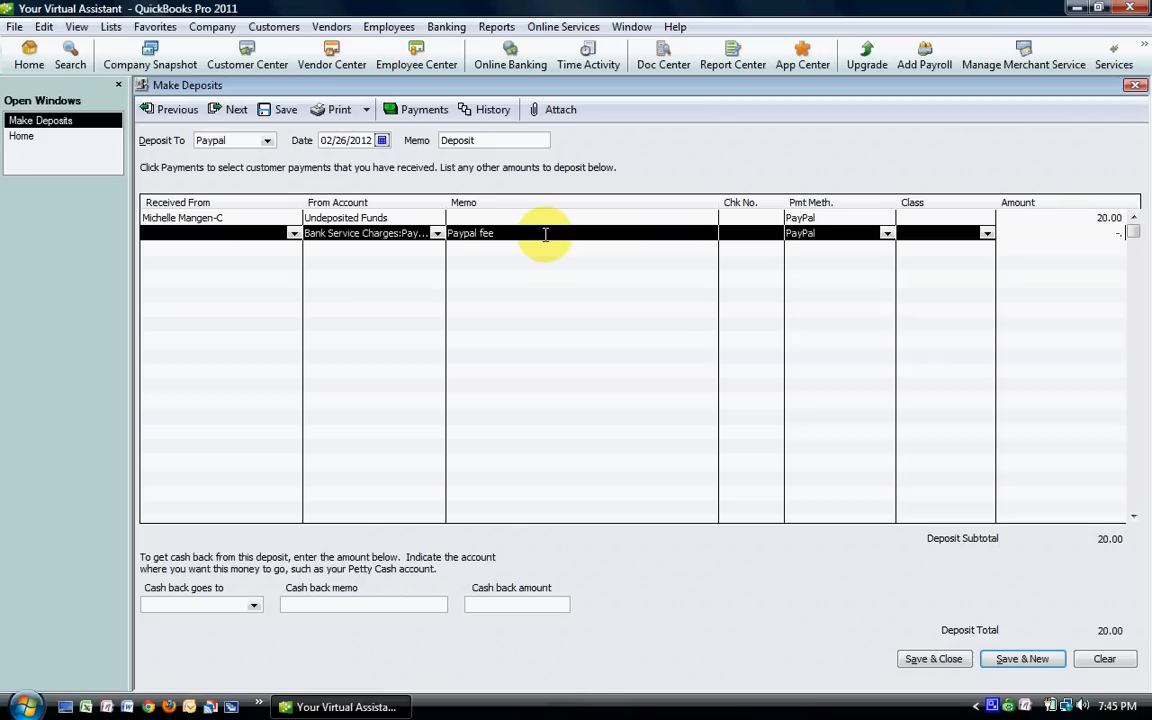 Your Virtual Assistant - QuickBooks Pro 2011
File Edit View Lists Favorites Company Customers Vendors Employees Banking Reports Online Services Window Help
Home Search Company Snapshot Customer Center Vendor Center Employee Center Online Banking Time Activity Doc Center Report Center App Center Upgrade Add Payroll Manage Merchant Service Services
Open Windows
Make Deposits
Home
Make Deposits
Previous Next Save Print Payments History Attach
Deposit To Paypal Date 02/26/2012 Memo Deposit
Click Payments to select customer payments that you have received. List any other amounts to deposit below.
Received From From Account Memo Chk No. Pmt Meth. Class Amount
Michelle Mangen-C Undeposited Funds PayPal 20.00
Bank Service Charges:Pay... Paypal fee PayPal -.
Deposit Subtotal 20.00
To get cash back from this deposit, enter the amount below. Indicate the account
where you want this money to go, such as your Petty Cash account.
Cash back goes to Cash back memo Cash back amount
Deposit Total 20.00
Save & Close Save & New Clear
Your Virtual Assista... 7:45 PM